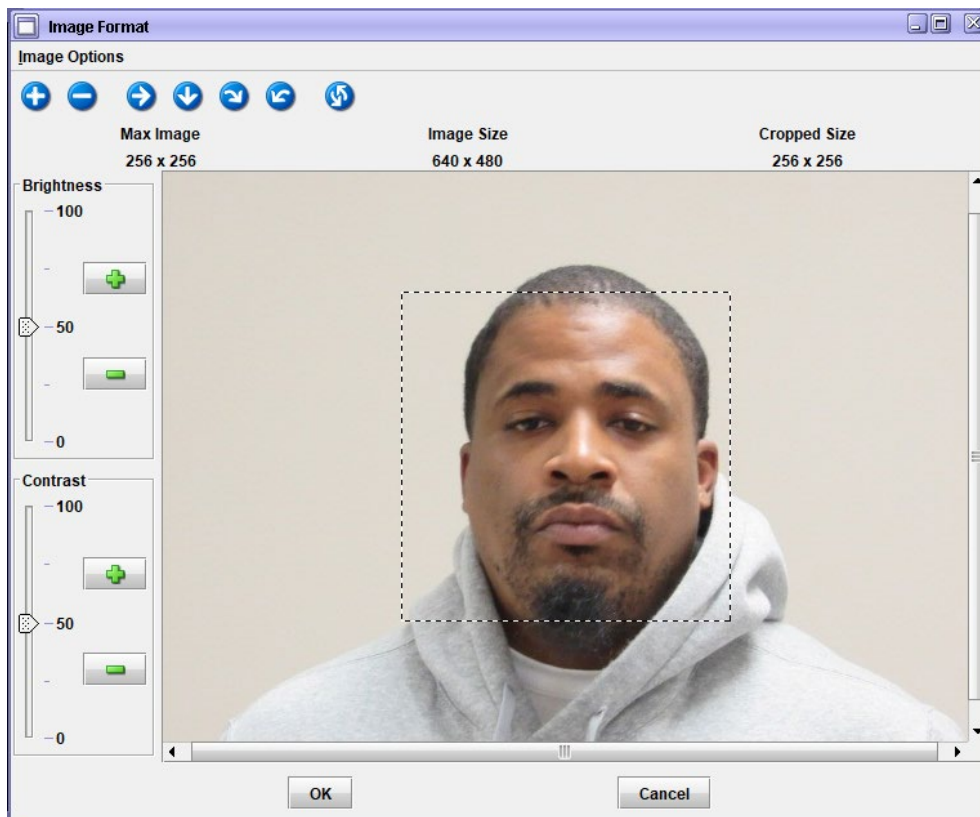 Image Format
Image Options
Max Image Image Size Cropped Size
256 x 256 640 x 480 256 x 256
Brightness
100
50
0
Contrast
100
50
0
OK Cancel